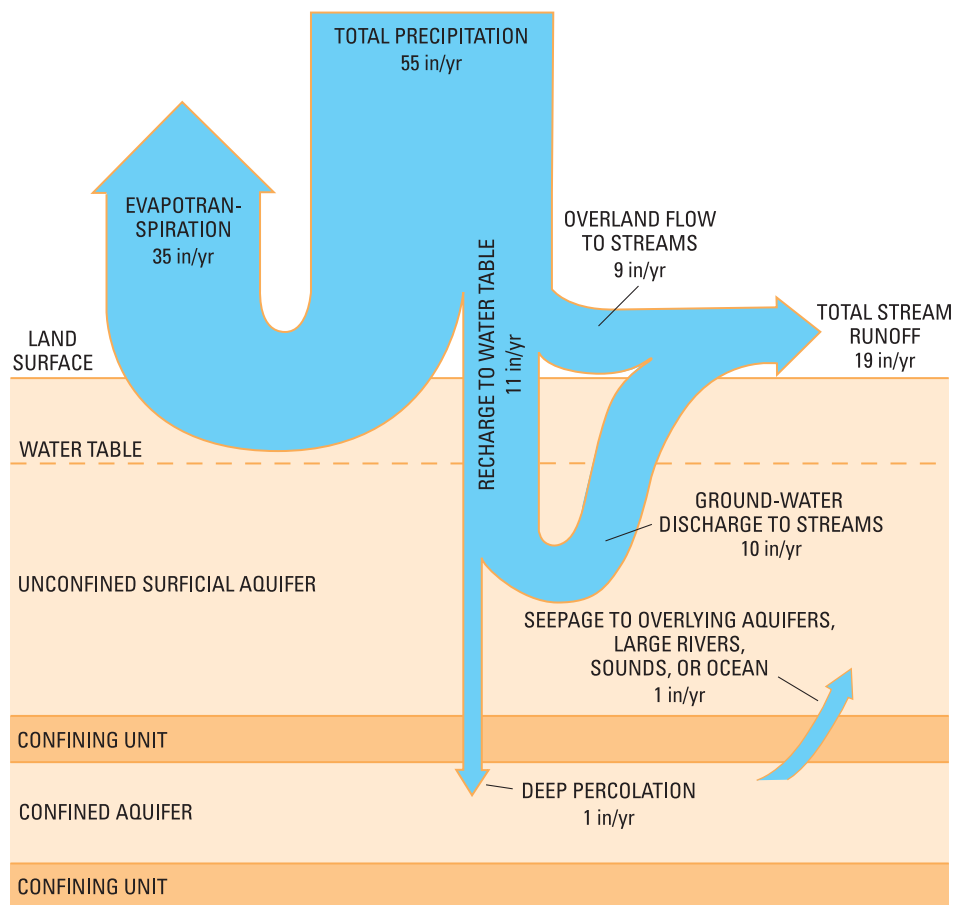 TOTAL PRECIPITATION
55 in/yr
EVAPOTRAN-
SPIRATION
35 in/yr
OVERLAND FLOW
TO STREAMS
9 in/yr
RECHARGE TO WATER TABLE
11 in/yr
TOTAL STREAM
RUNOFF
19 in/yr
LAND
SURFACE
WATER TABLE
GROUND-WATER
DISCHARGE TO STREAMS
10 in/yr
UNCONFINED SURFICIAL AQUIFER
SEEPAGE TO OVERLYING AQUIFERS,
LARGE RIVERS,
SOUNDS, OR OCEAN
1 in/yr
CONFINING UNIT
DEEP PERCOLATION
1 in/yr
CONFINED AQUIFER
CONFINING UNIT